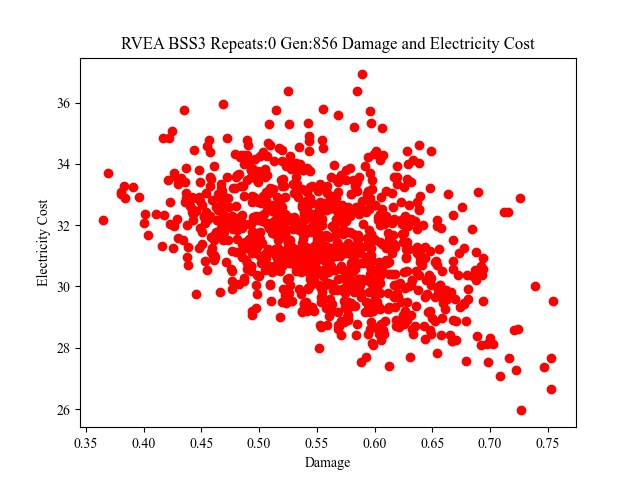 RVEA BSS3 Repeats:0 Gen:856 Damage and Electricity Cost
36
34
32
30
28
26
Electricity Cost
0.35 0.40 0.45 0.50 0.55 0.60 0.65 0.70 0.75
Damage